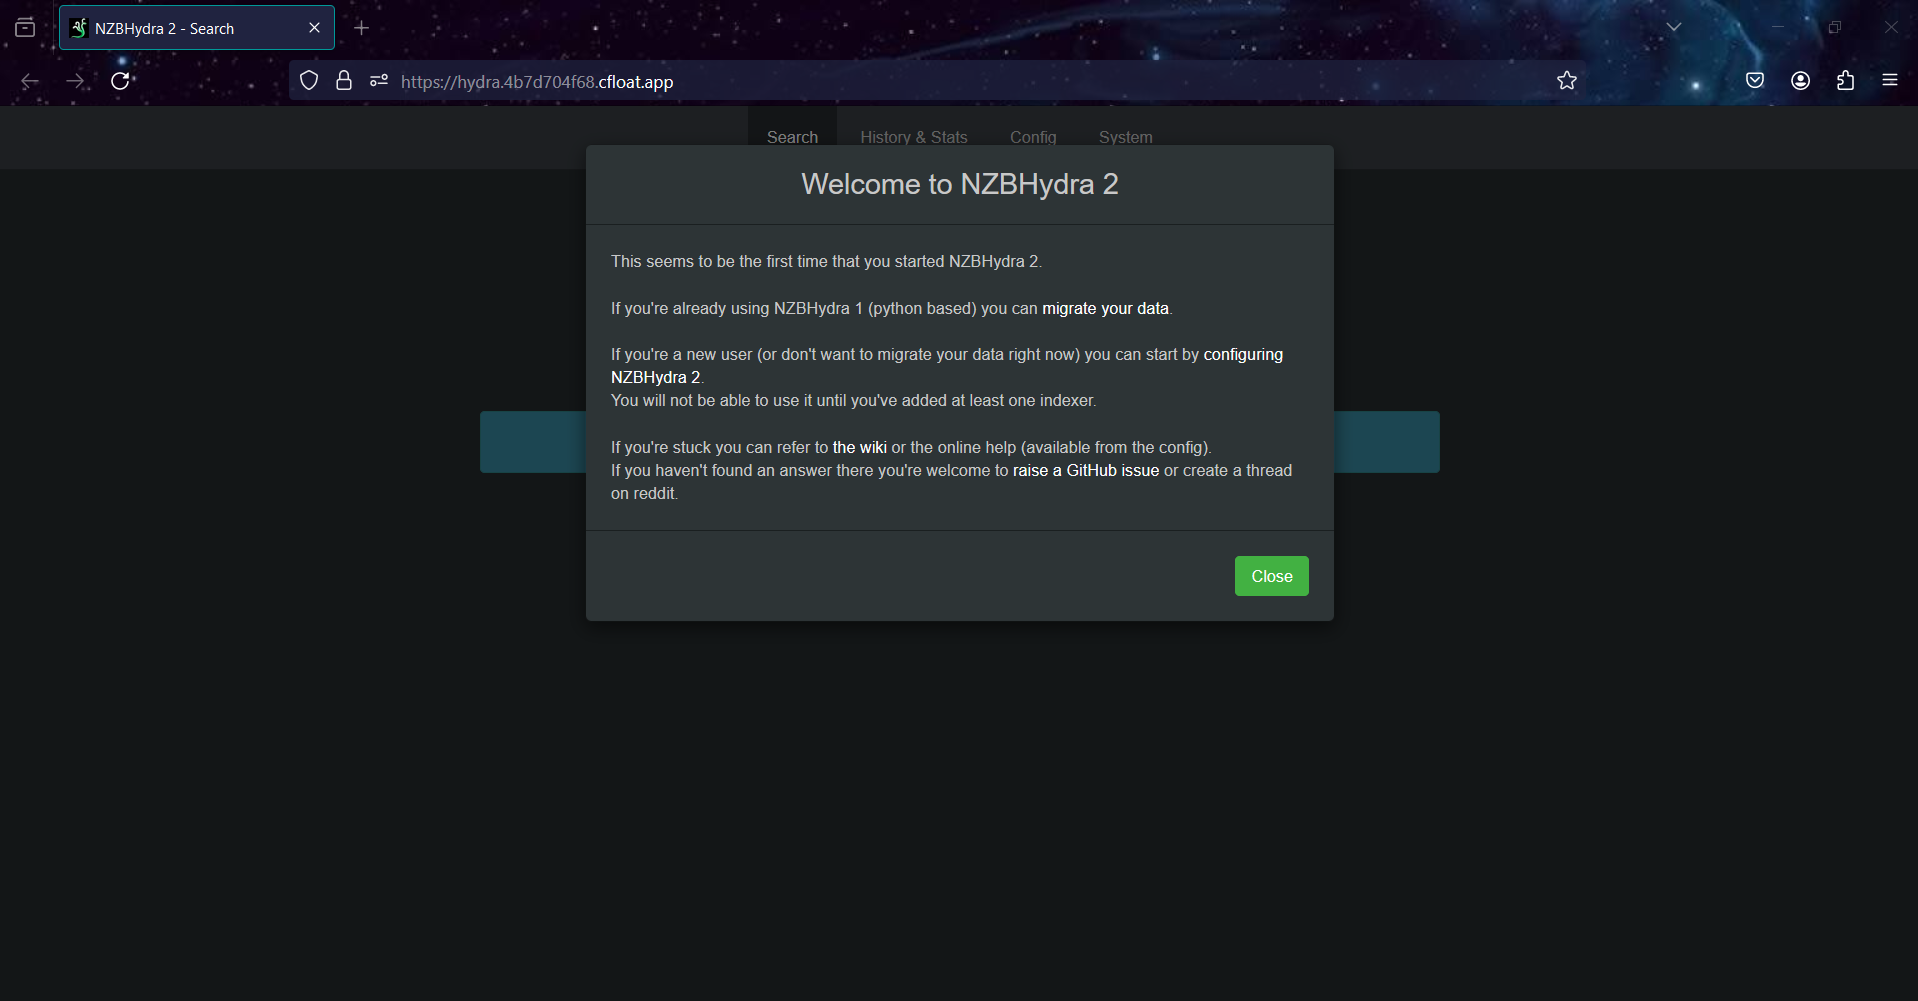 NZBHydra 2 - Search
https://hydra.4b7d704f68.cfloat.app
Search History & Stats Config System
Welcome to NZBHydra 2
This seems to be the first time that you started NZBHydra 2.
If you're already using NZBHydra 1 (python based) you can migrate your data.
If you're a new user (or don't want to migrate your data right now) you can start by configuring
NZBHydra 2.
You will not be able to use it until you've added at least one indexer.
If you're stuck you can refer to the wiki or the online help (available from the config).
If you haven't found an answer there you're welcome to raise a GitHub issue or create a thread
on reddit.
Close